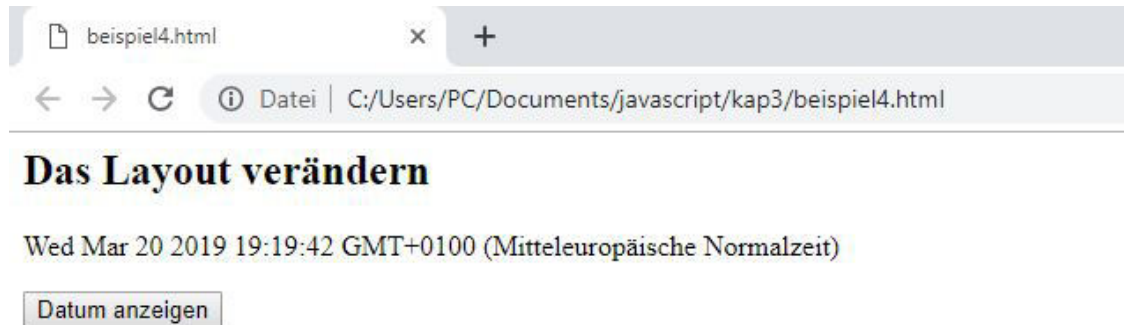 beispiel4.html
Datei | C:/Users/PC/Documents/javascript/kap3/beispiel4.html
Das Layout verändern
Wed Mar 20 2019 19:19:42 GMT+0100 (Mitteleuropäische Normalzeit)
Datum anzeigen